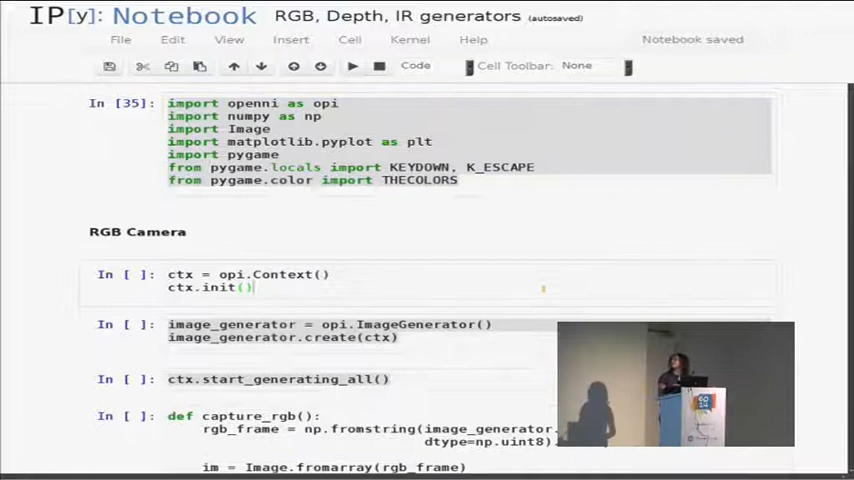 IP[y]: Notebook RGB, Depth, IR generators (autosaved)
File Edit View Insert Cell Kernel Help Notebook saved
Code Cell Toolbar: None
In [35]: import openni as opi
import numpy as np
import Image
import matplotlib.pyplot as plt
import pygame
from pygame.locals import KEYDOWN, K_ESCAPE
from pygame.color import THECOLORS
RGB Camera
In [ ]: ctx = opi.Context()
ctx.init()
In [ ]: image_generator = opi.ImageGenerator()
image_generator.create(ctx)
In [ ]: ctx.start_generating_all()
In [ ]: def capture_rgb():
rgb_frame = np.fromstring(image_generator.
dtype=np.uint8).
im = Image.fromarray(rgb_frame)